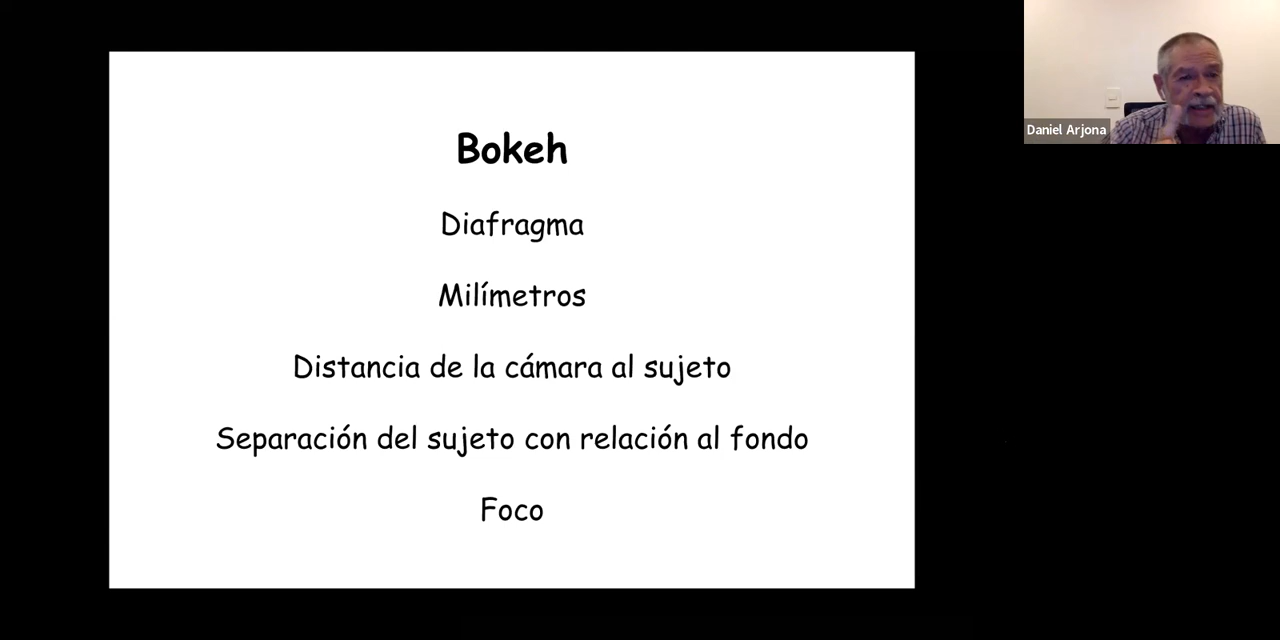 Bokeh
Diafragma
Milímetros
Distancia de la cámara al sujeto
Separación del sujeto con relación al fondo
Foco
Daniel Arjona